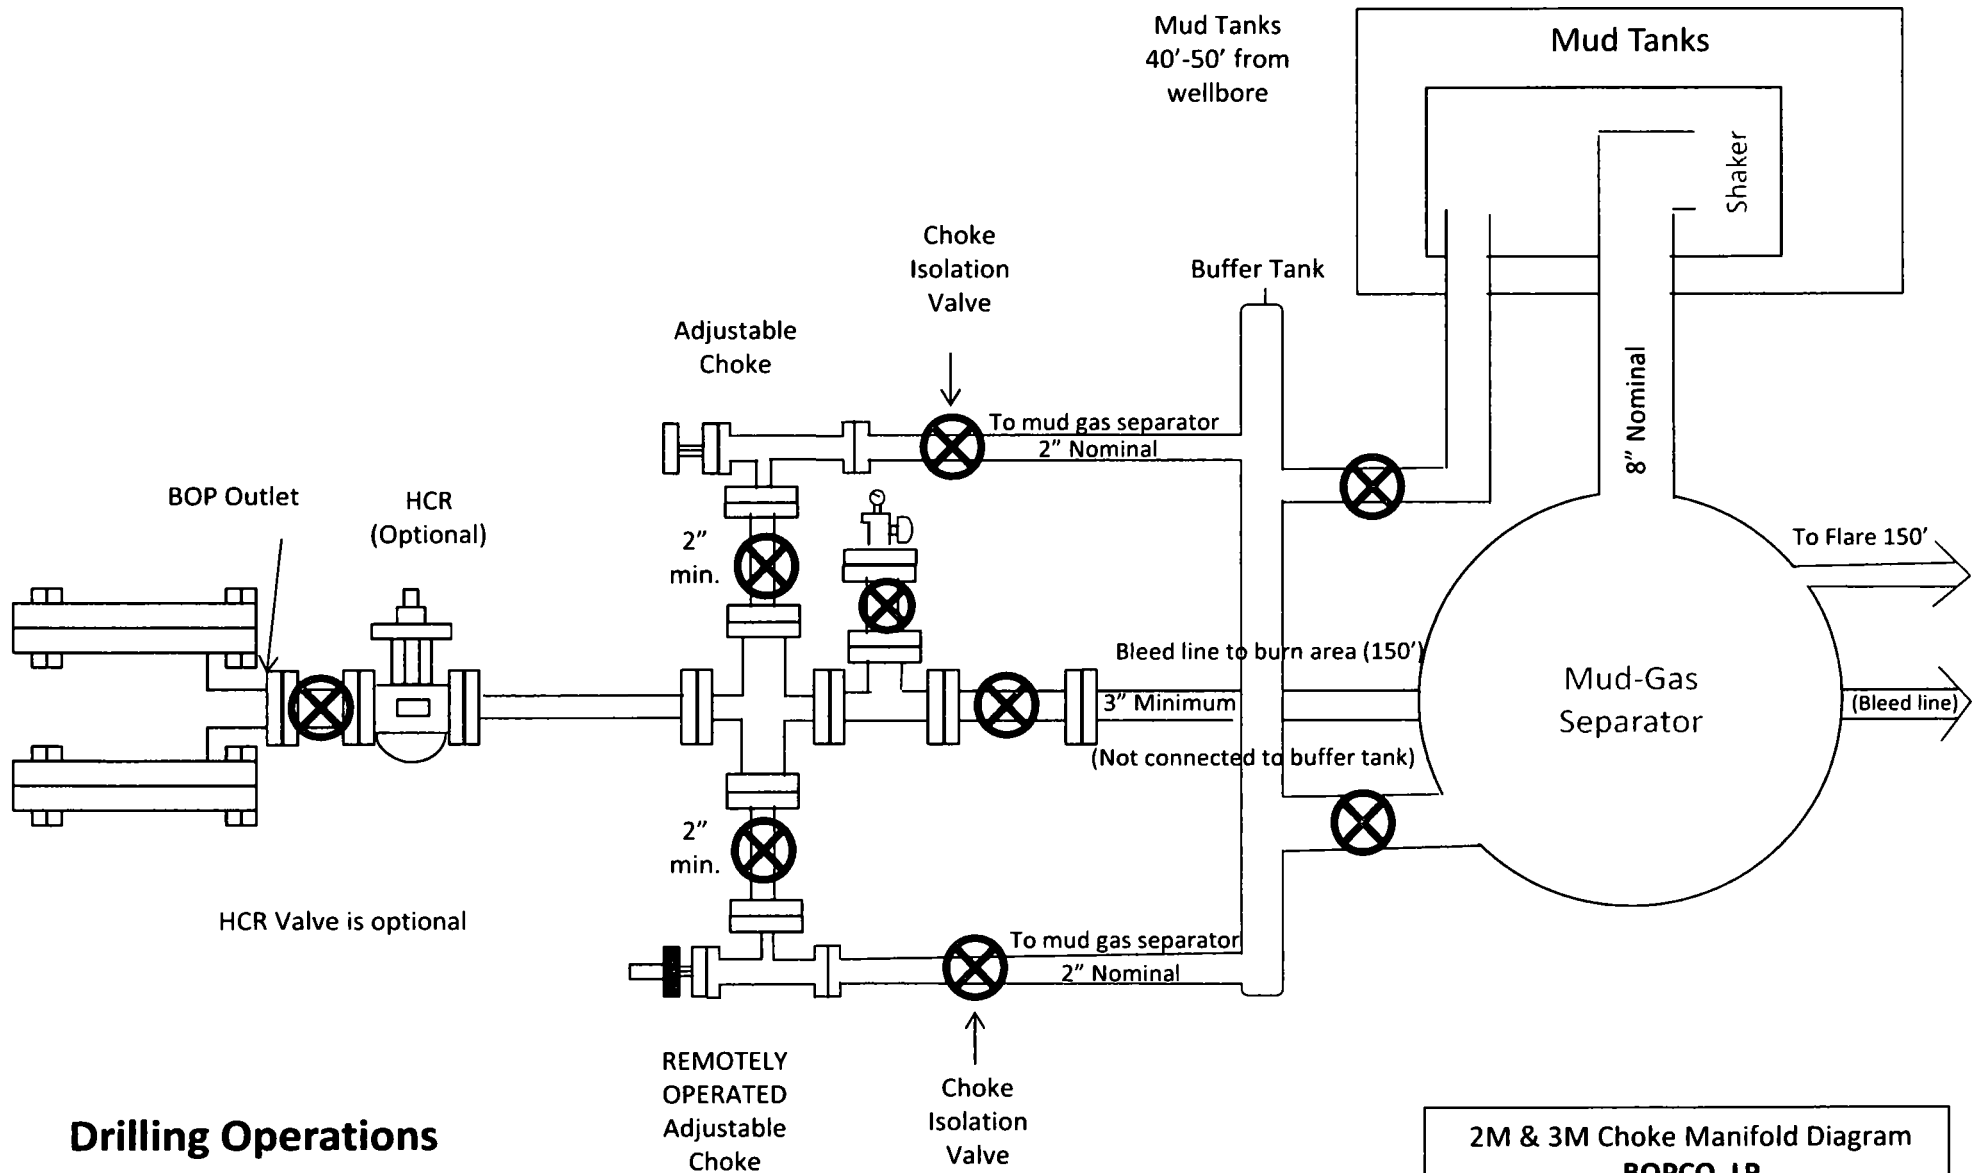 Mud Tanks
40'-50' from
wellbore
Mud Tanks
Shaker
Choke
Isolation
Valve
Buffer Tank
Adjustable
Choke
8" Nominal
To mud gas separator
2" Nominal
BOP Outlet
HCR
(Optional)
2"
min.
To Flare 150'
Bleed line to burn area (150')
3" Minimum
(Not connected to buffer tank)
Mud-Gas
Separator
(Bleed line)
2"
min.
HCR Valve is optional
To mud gas separator
2" Nominal
REMOTELY
OPERATED
Adjustable
Choke
Choke
Isolation
Valve
Drilling Operations
2M & 3M Choke Manifold Diagram
BOPCO, LP